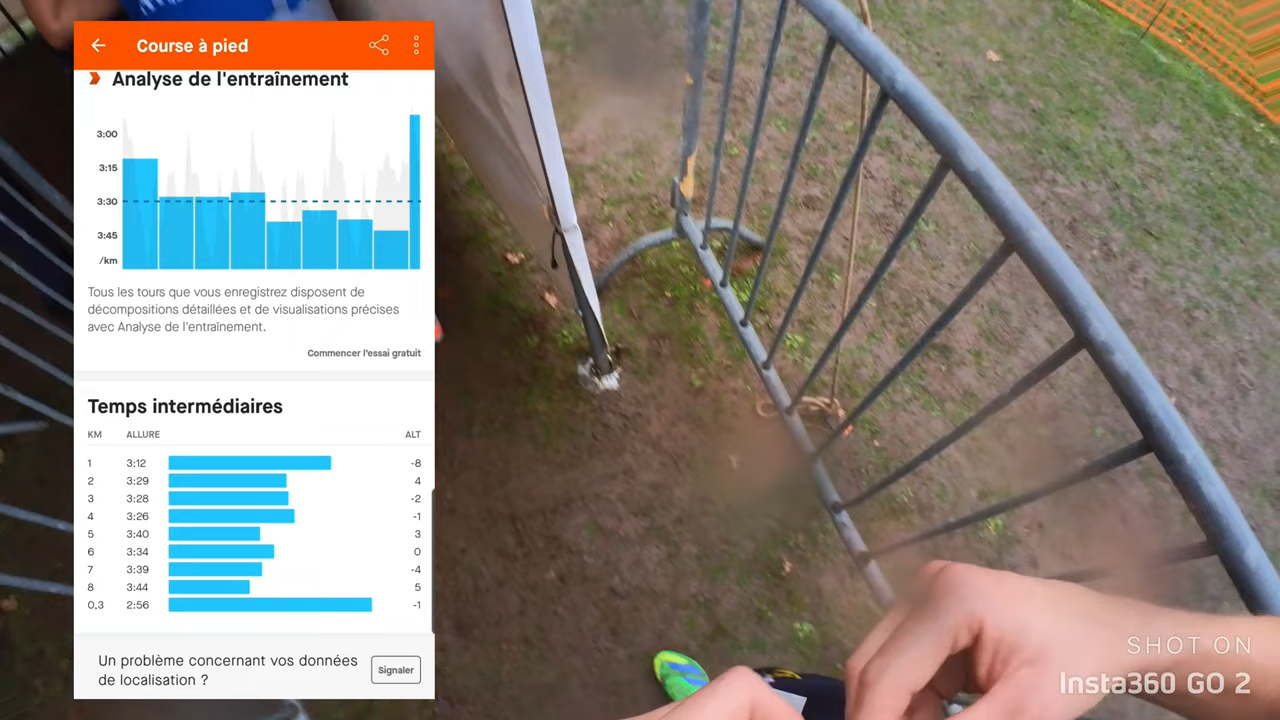 Course à pied
Analyse de l'entraînement
3:00
3:15
3:30
3:45
/km
Tous les tours que vous enregistrez disposent de
décompositions détaillées et de visualisations précises
avec Analyse de l'entraînement.
Commencer l'essai gratuit
Temps intermédiaires
KM ALLURE ALT
1 3:12 -8
2 3:29 4
3 3:28 -2
4 3:26 -1
5 3:40 3
6 3:34 0
7 3:39 -4
8 3:44 5
0,3 2:56 -1
Un problème concernant vos données
de localisation ?
Signaler
SHOT ON
Insta360 GO 2